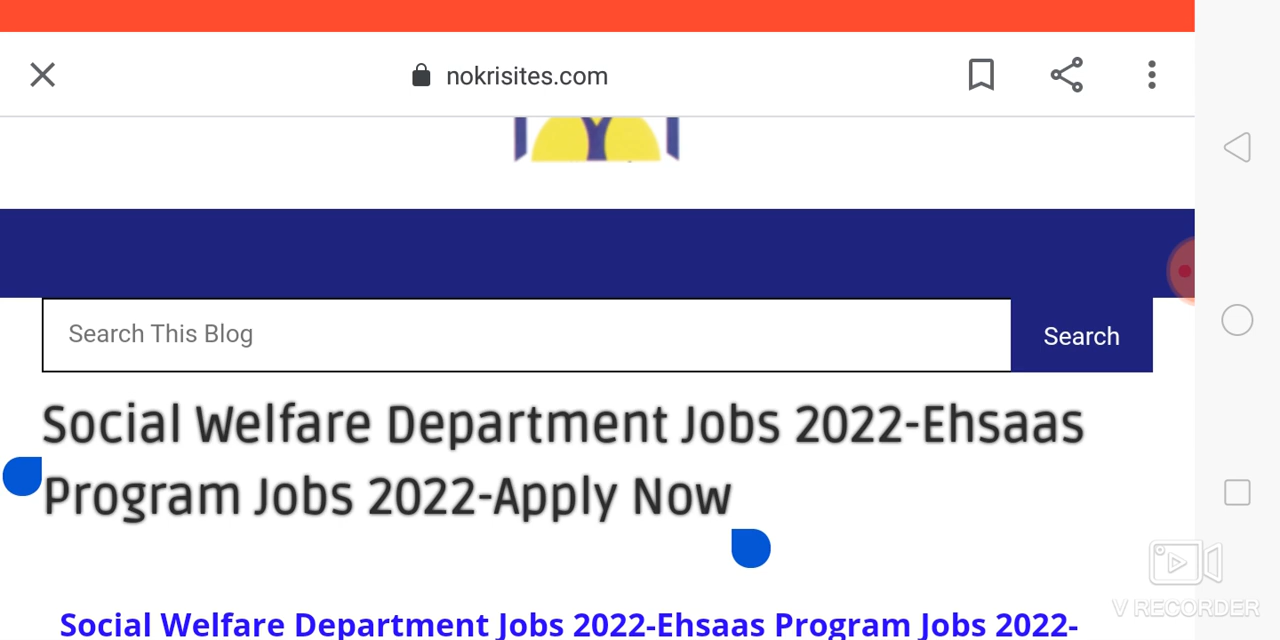 nokrisites.com
Search This Blog
Search
Social Welfare Department Jobs 2022-Ehsaas
Program Jobs 2022-Apply Now
Social Welfare Department Jobs 2022-Ehsaas Program Jobs 2022-
V RECORDER